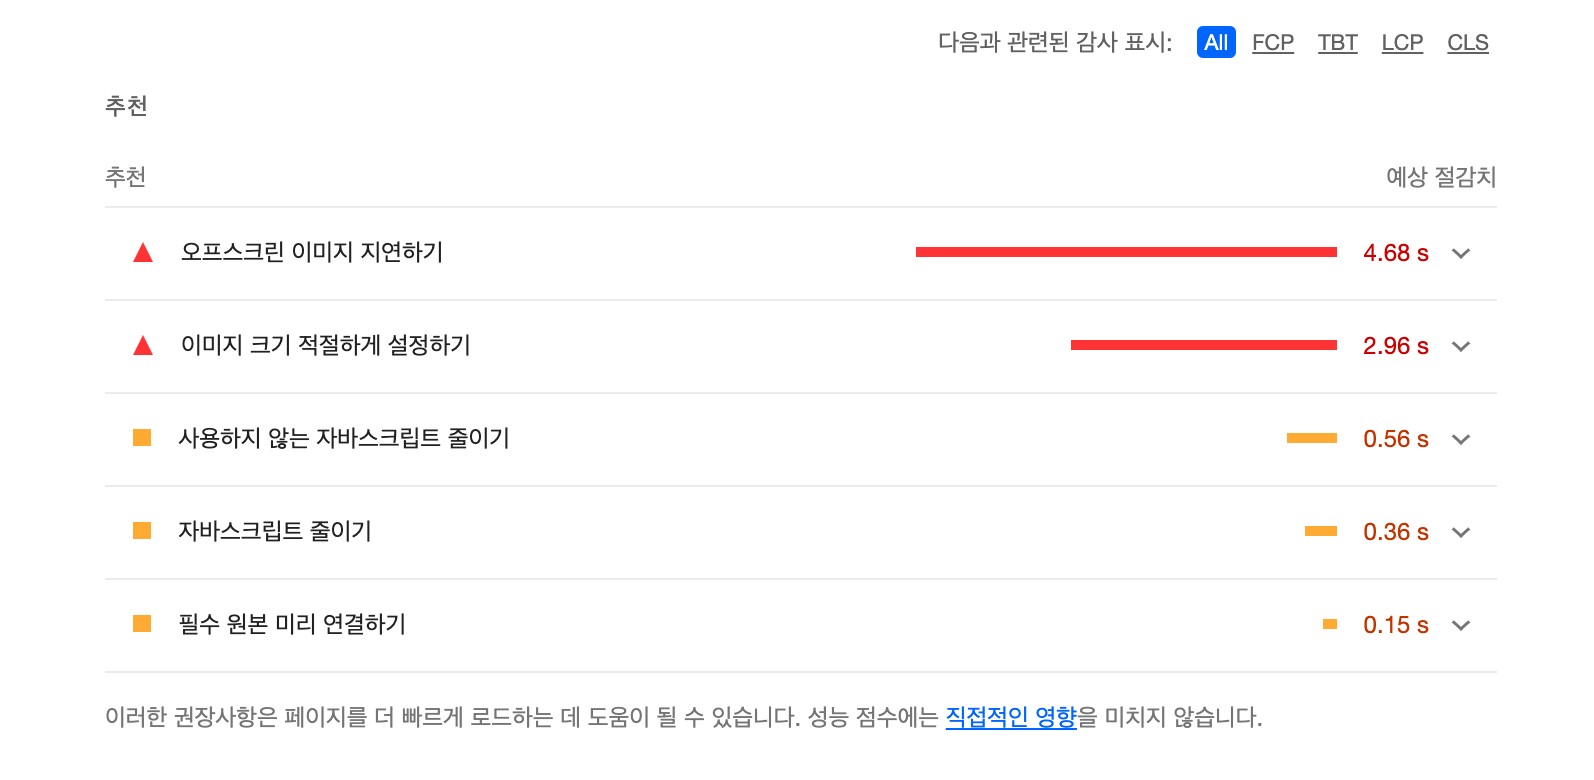 다음과 관련된 감사 표시: All FCP TBT LCP CLS
추천
추천 예상 절감치
오프스크린 이미지 지연하기 4.68 s
이미지 크기 적절하게 설정하기 2.96 s
사용하지 않는 자바스크립트 줄이기 0.56 s
자바스크립트 줄이기 0.36 s
필수 원본 미리 연결하기 0.15 s
이러한 권장사항은 페이지를 더 빠르게 로드하는 데 도움이 될 수 있습니다. 성능 점수에는 직접적인 영향을 미치지 않습니다.